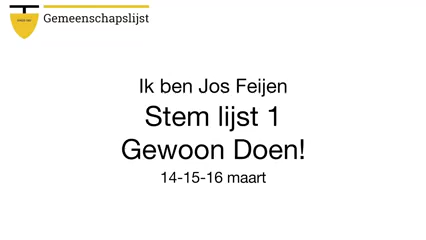 Gemeenschapslijst
Ik ben Jos Feijen
Stem lijst 1
Gewoon Doen!
14-15-16 maart